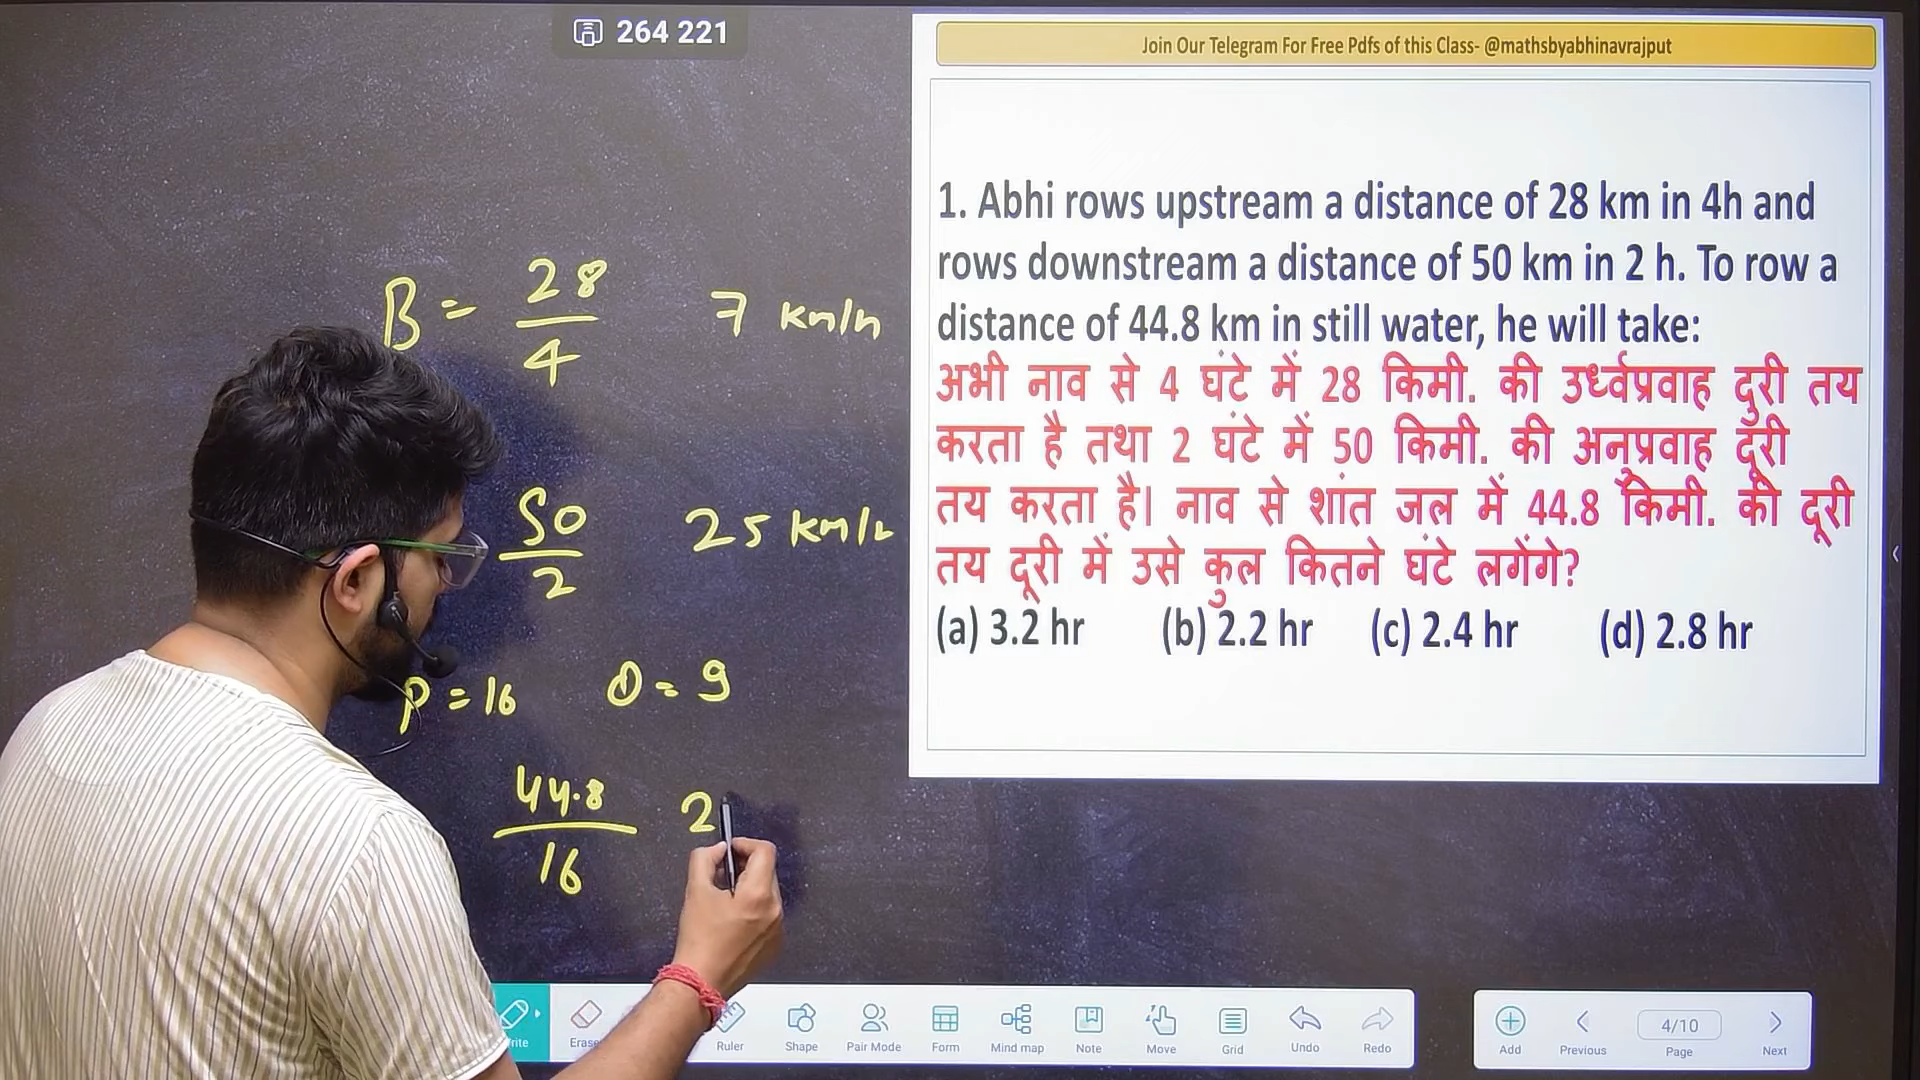 264 221
Join Our Telegram For Free Pdfs of this Class- @mathsbyabhinavrajput
1. Abhi rows upstream a distance of 28 km in 4h and
rows downstream a distance of 50 km in 2 h. To row a
distance of 44.8 km in still water, he will take:
अभी नाव से 4 घंटे में 28 किमी. की उर्ध्वप्रवाह दुरी तय
करता है तथा 2 घंटे में 50 किमी. की अनुप्रवाह दूरी
तय करता है। नाव से शांत जल में 44.8 किमी. की दूरी
तय दूरी में उसे कुल कितने घंटे लगेंगे?
(a) 3.2 hr (b) 2.2 hr (c) 2.4 hr (d) 2.8 hr
B = 28/4 7 km/h
50/2 25 km/h
P = 16 = 9
44.8/16 2
Ruler Shape Pair Mode Form Mind map Note Move Grid Undo Redo
Add Previous 4/10 Page Next